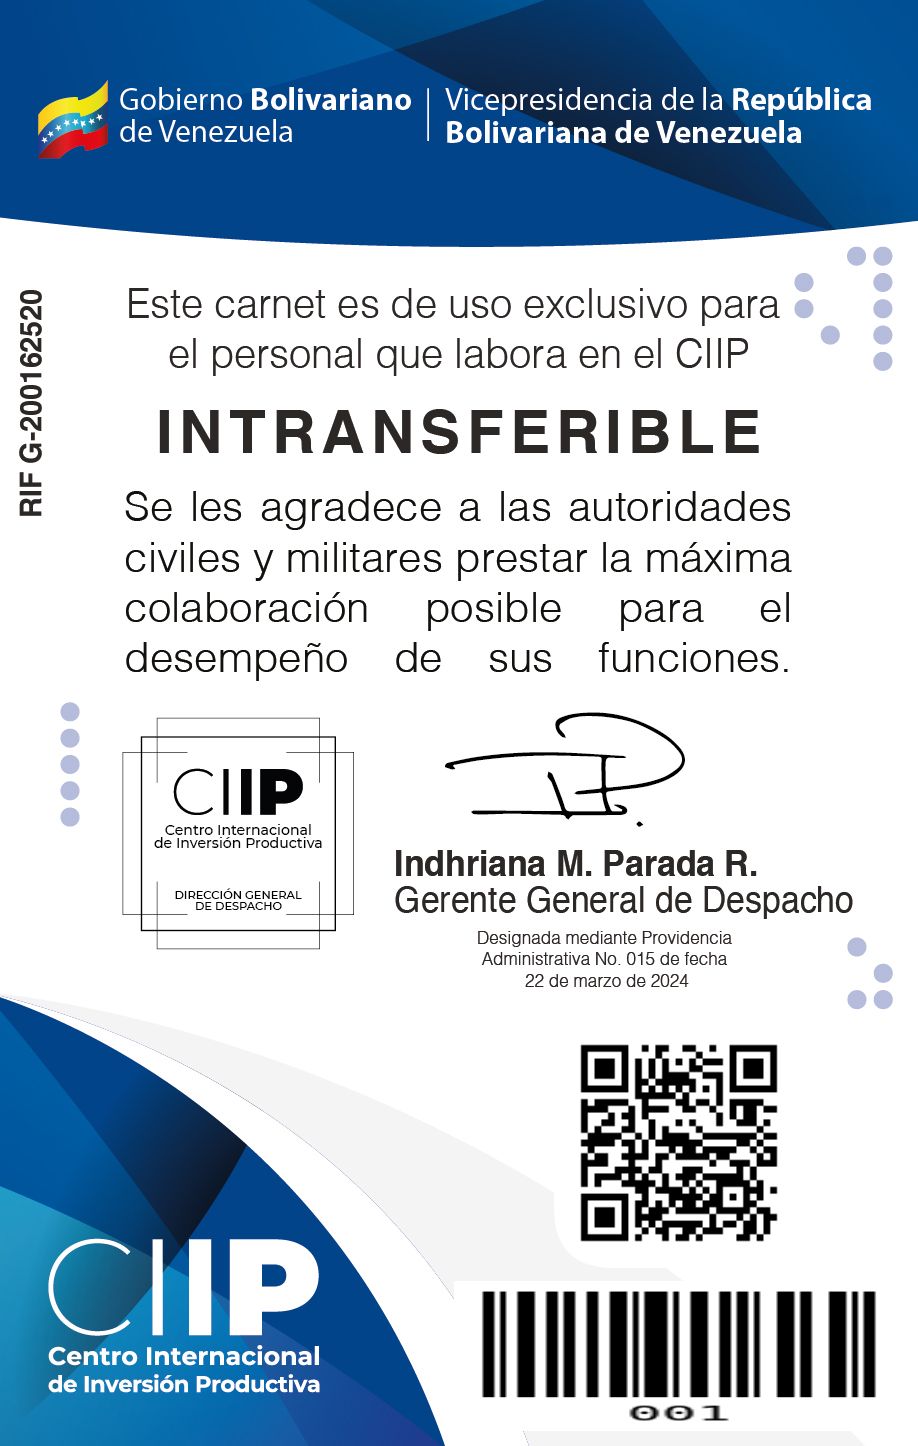 Gobierno Bolivariano
de Venezuela
Vicepresidencia de la República
Bolivariana de Venezuela
RIF G-200162520
Este carnet es de uso exclusivo para
el personal que labora en el CIIP
INTRANSFERIBLE
Se les agradece a las autoridades
civiles y militares prestar la máxima
colaboración posible para el
desempeño de sus funciones.
CIIP
Centro Internacional
de Inversión Productiva
DIRECCIÓN GENERAL
DE DESPACHO
Indhriana M. Parada R.
Gerente General de Despacho
Designada mediante Providencia
Administrativa No. 015 de fecha
22 de marzo de 2024
CIIP
Centro Internacional
de Inversión Productiva
001